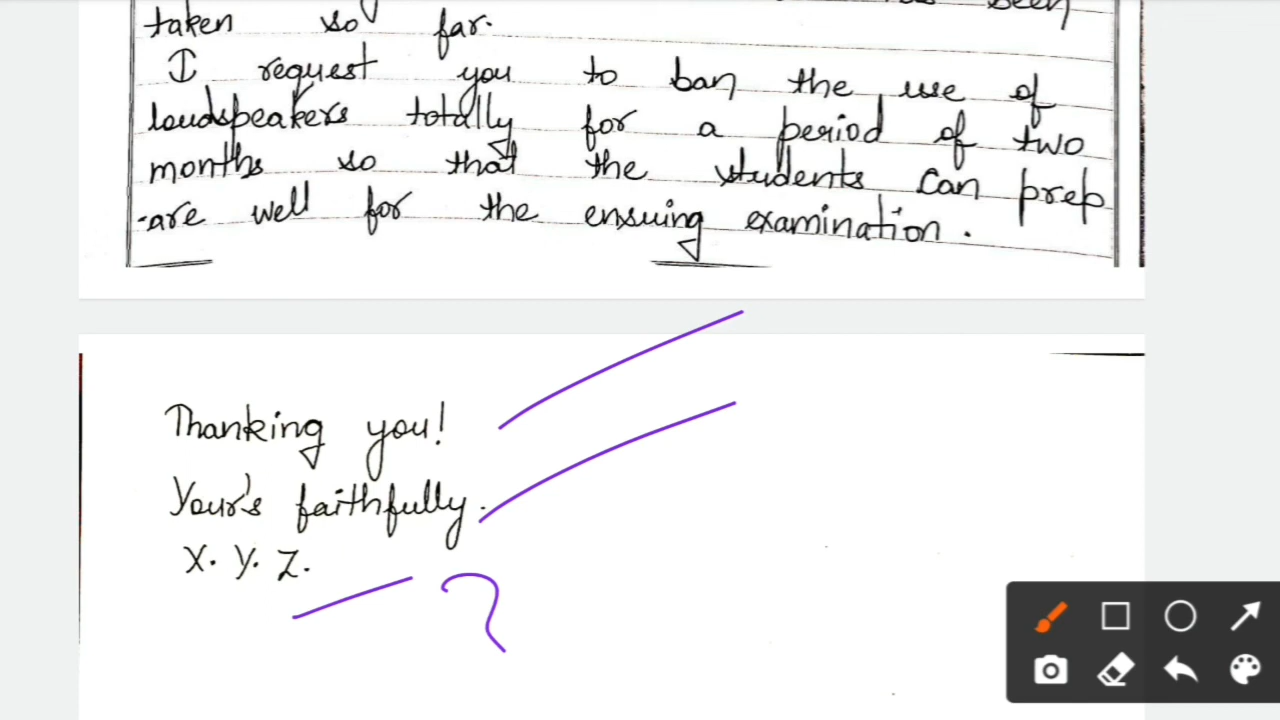 been
taken so far.
I request you to ban the use of
loudspeakers totally for a period of two
months so that the students can prep
-are well for the ensuing examination.
Thanking you!
Your's faithfully.
X. Y. Z.
?